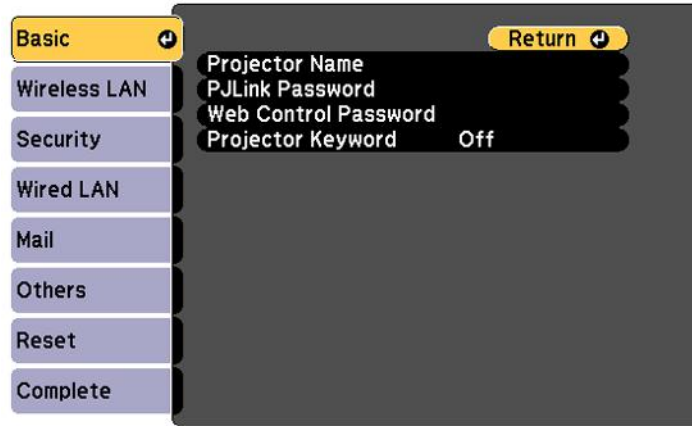 Basic
Wireless LAN
Security
Wired LAN
Mail
Others
Reset
Complete
Return
Projector Name
PJLink Password
Web Control Password
Projector Keyword Off